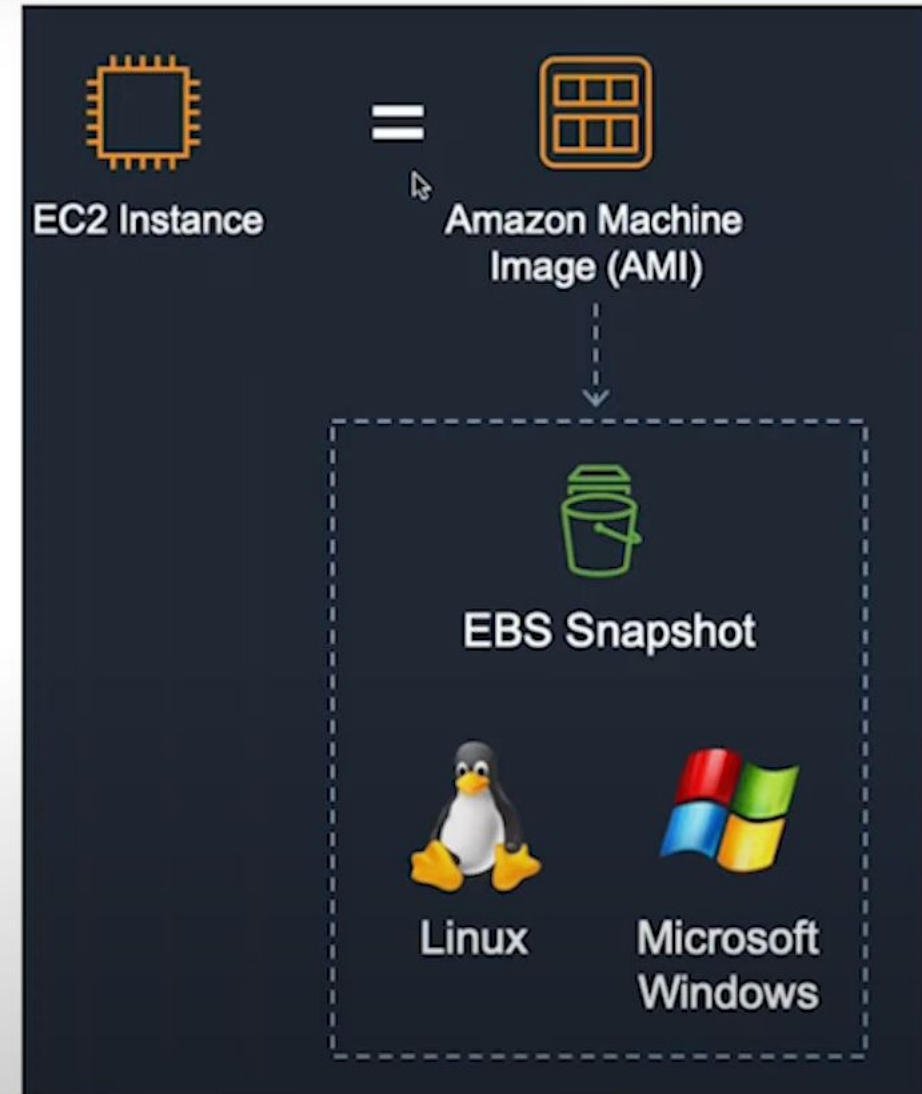 EC2 Instance
=
Amazon Machine
Image (AMI)
EBS Snapshot
Linux
Microsoft
Windows